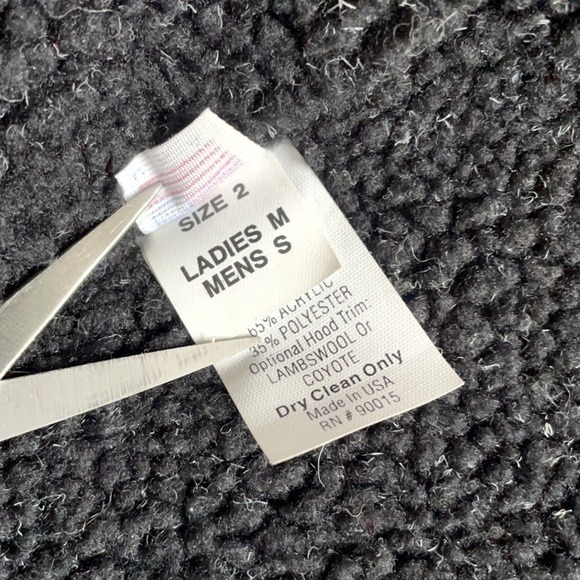 SIZE 2
LADIES M
MENS S
65% ACRYLIC
35% POLYESTER
Optional Hood Trim:
LAMBSWOOL Or
COYOTE
Dry Clean Only
Made In USA
RN # 90015